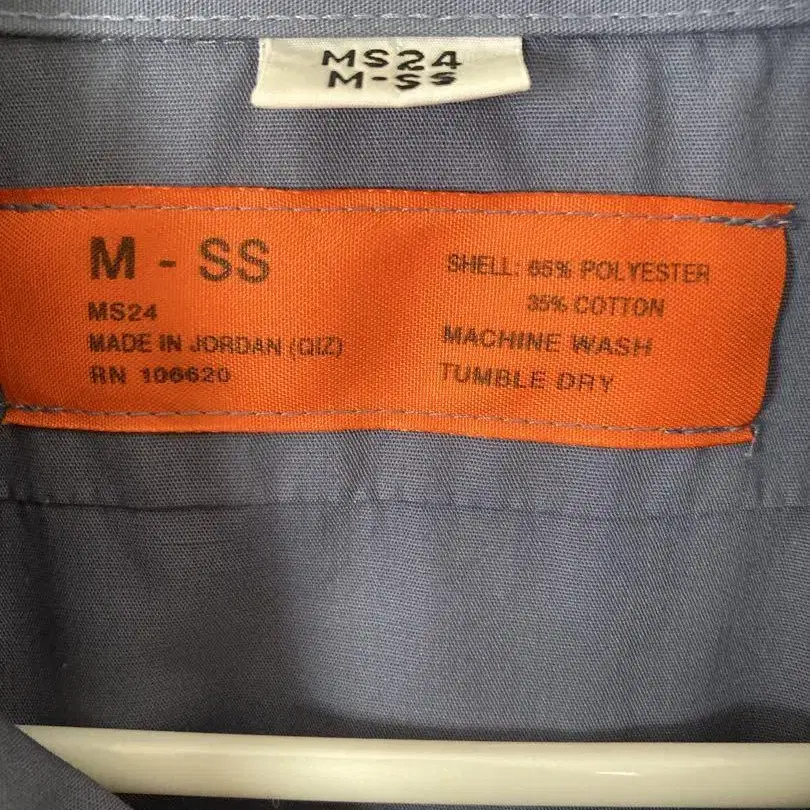 MS24
M-SS
M - SS
MS24
MADE IN JORDAN (QIZ)
RN 106620
SHELL: 65% POLYESTER
35% COTTON
MACHINE WASH
TUMBLE DRY